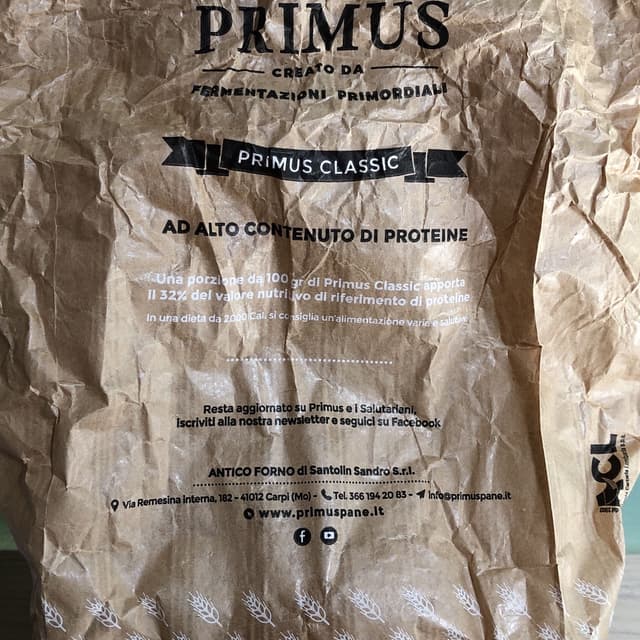 PRIMUS
CREATO DA
FERMENTAZIONI PRIMORDIALI
PRIMUS CLASSIC
AD ALTO CONTENUTO DI PROTEINE
Una porzione da 100 gr di Primus Classic apporta
il 32% del valore nutritivo di riferimento di proteine
In una dieta da 2.000 Cal. si consiglia un'alimentazione varia e salutare
Resta aggiornato su Primus e i Salutariani,
iscriviti alla nostra newsletter e seguici su Facebook
ANTICO FORNO di Santolin Sandro S.r.l.
Via Remesina Interna, 182 - 41012 Carpi (Mo) - Tel. 366 194 20 83 - info@primuspane.it
www.primuspane.it
CL